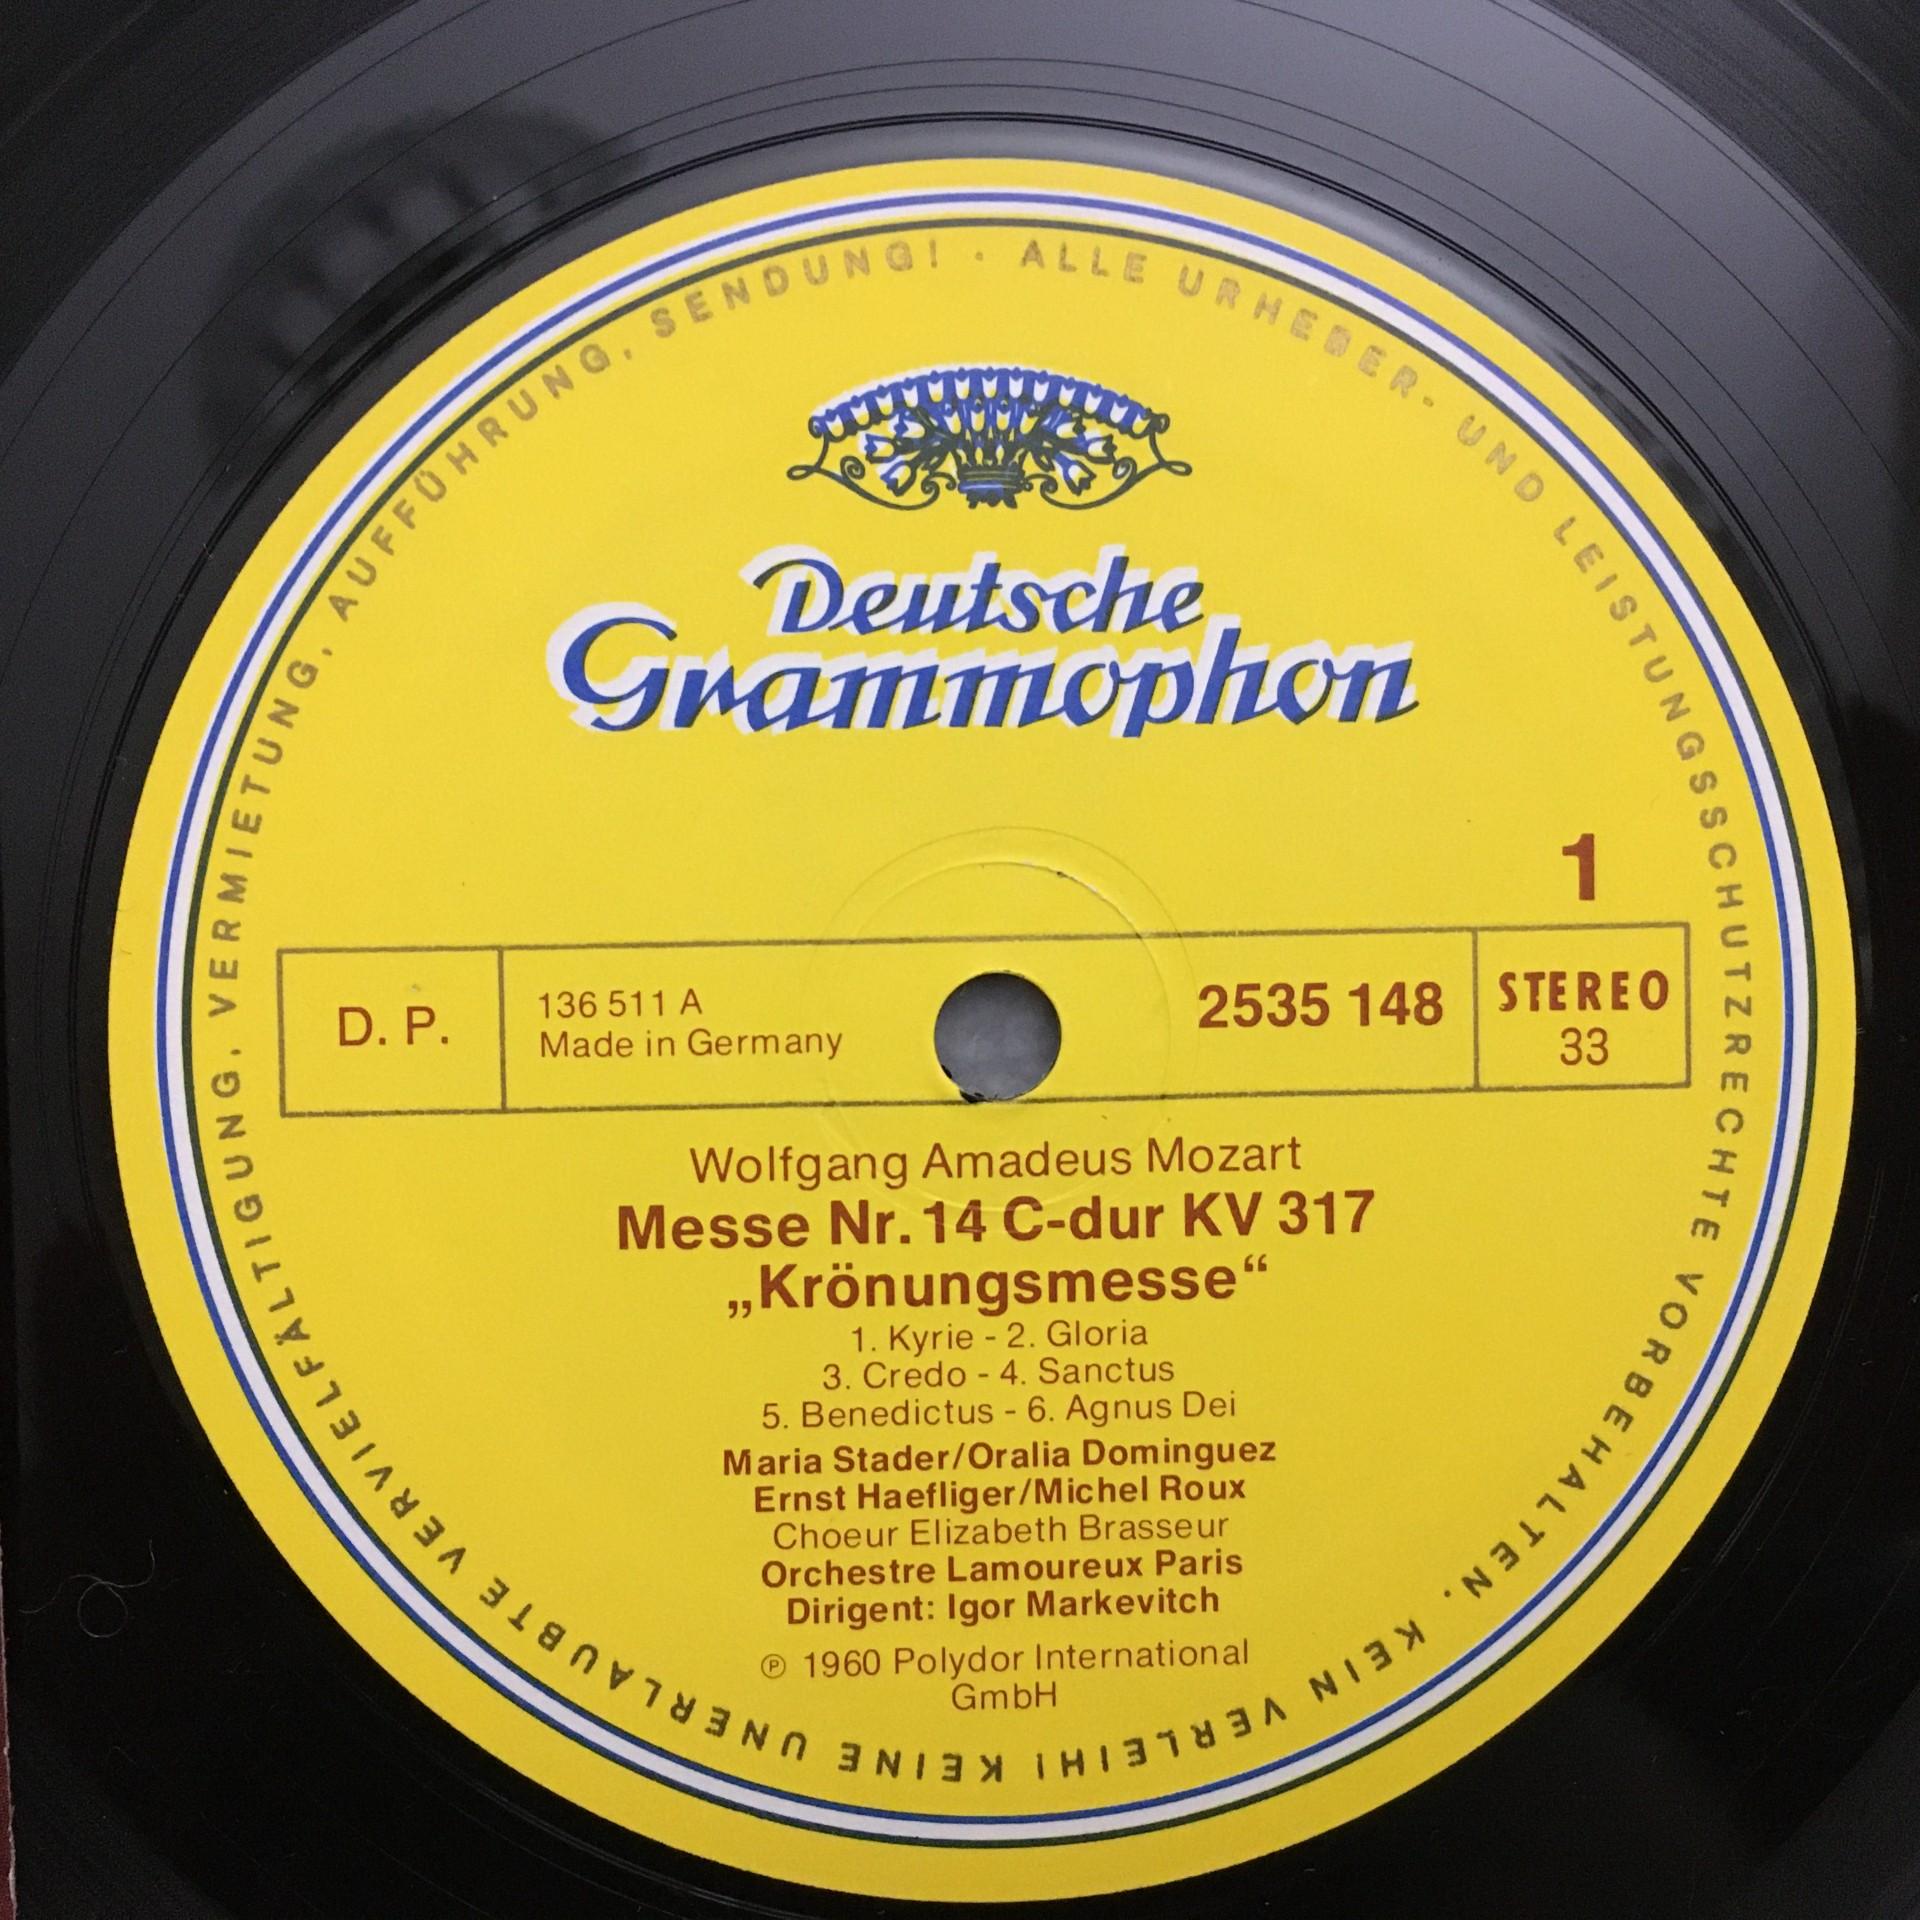 Deutsche
Grammophon
1
D. P.
136 511 A
Made in Germany
2535 148
STEREO
33
Wolfgang Amadeus Mozart
Messe Nr. 14 C-dur KV 317
„Krönungsmesse“
1. Kyrie - 2. Gloria
3. Credo - 4. Sanctus
5. Benedictus - 6. Agnus Dei
Maria Stader/Oralia Dominguez
Ernst Haefliger/Michel Roux
Choeur Elizabeth Brasseur
Orchestre Lamoureux Paris
Dirigent: Igor Markevitch
℗ 1960 Polydor International
GmbH
ALLE URHEBER- UND LEISTUNGSSCHUTZRECHTE VORBEHALTEN. KEIN VERLEIH! KEINE UNERLAUBTE VERVIELFÄLTIGUNG, VERMIETUNG, AUFFÜHRUNG, SENDUNG! ·